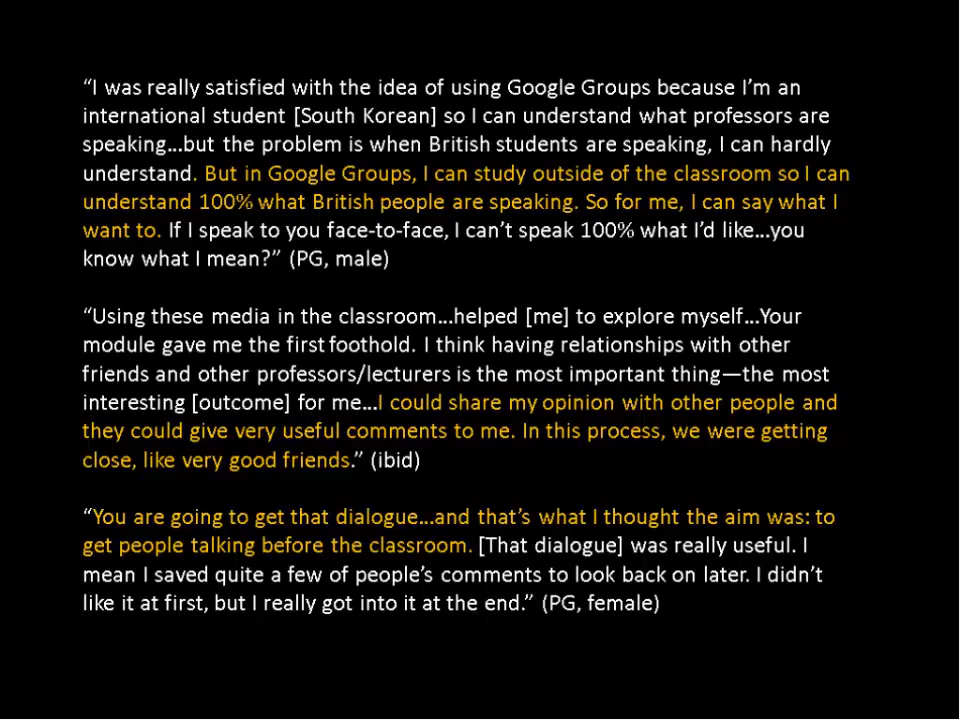 “I was really satisfied with the idea of using Google Groups because I’m an
international student [South Korean] so I can understand what professors are
speaking…but the problem is when British students are speaking, I can hardly
understand. But in Google Groups, I can study outside of the classroom so I can
understand 100% what British people are speaking. So for me, I can say what I
want to. If I speak to you face-to-face, I can’t speak 100% what I’d like…you
know what I mean?” (PG, male)
“Using these media in the classroom…helped [me] to explore myself…Your
module gave me the first foothold. I think having relationships with other
friends and other professors/lecturers is the most important thing—the most
interesting [outcome] for me…I could share my opinion with other people and
they could give very useful comments to me. In this process, we were getting
close, like very good friends.” (ibid)
“You are going to get that dialogue…and that’s what I thought the aim was: to
get people talking before the classroom. [That dialogue] was really useful. I
mean I saved quite a few of people’s comments to look back on later. I didn’t
like it at first, but I really got into it at the end.” (PG, female)